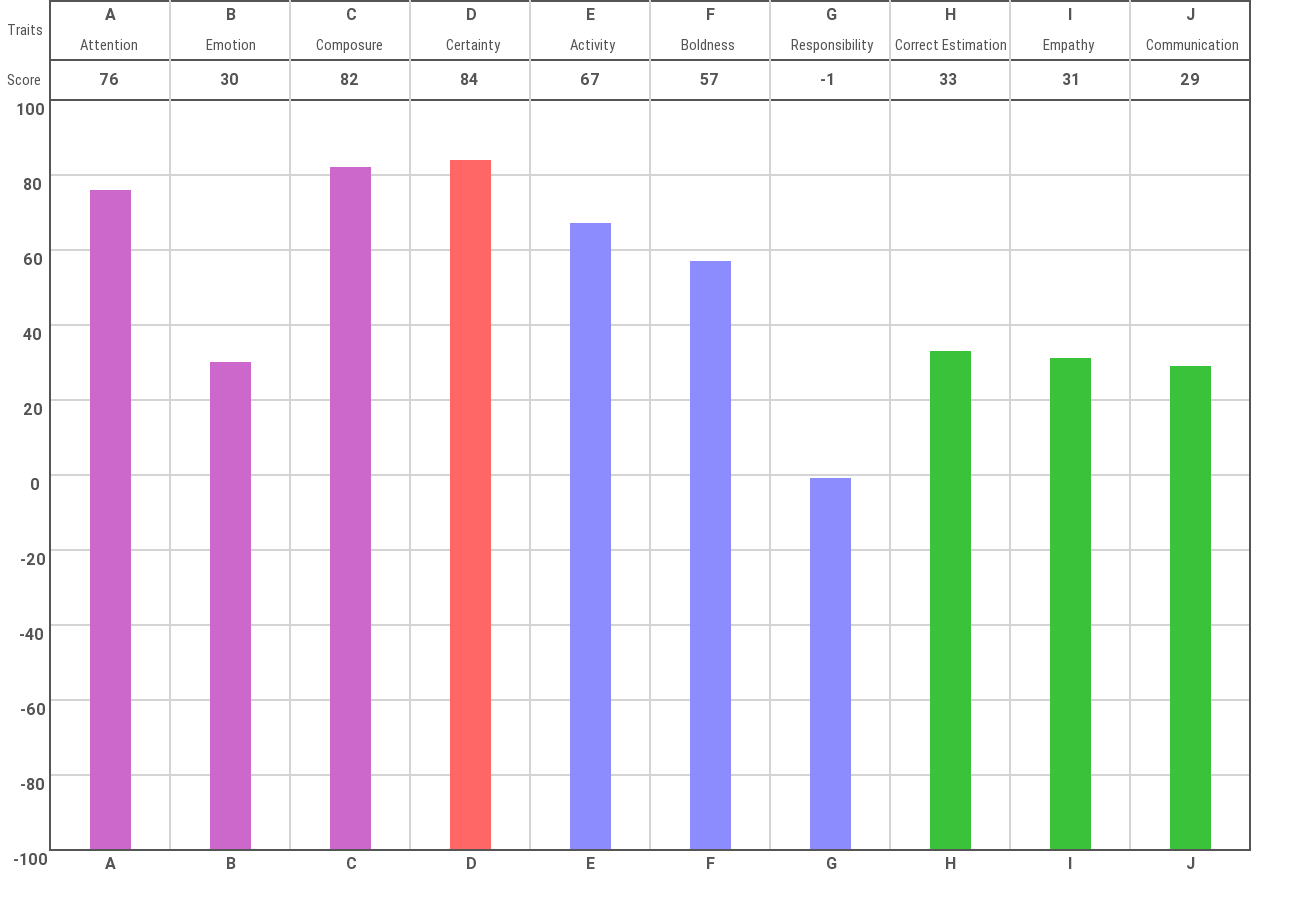 A B C D E F G H I J
Traits
Attention Emotion Composure Certainty Activity Boldness Responsibility Correct Estimation Empathy Communication
Score 76 30 82 84 67 57 -1 33 31 29
100
80
60
40
20
0
-20
-40
-60
-80
-100
A B C D E F G H I J